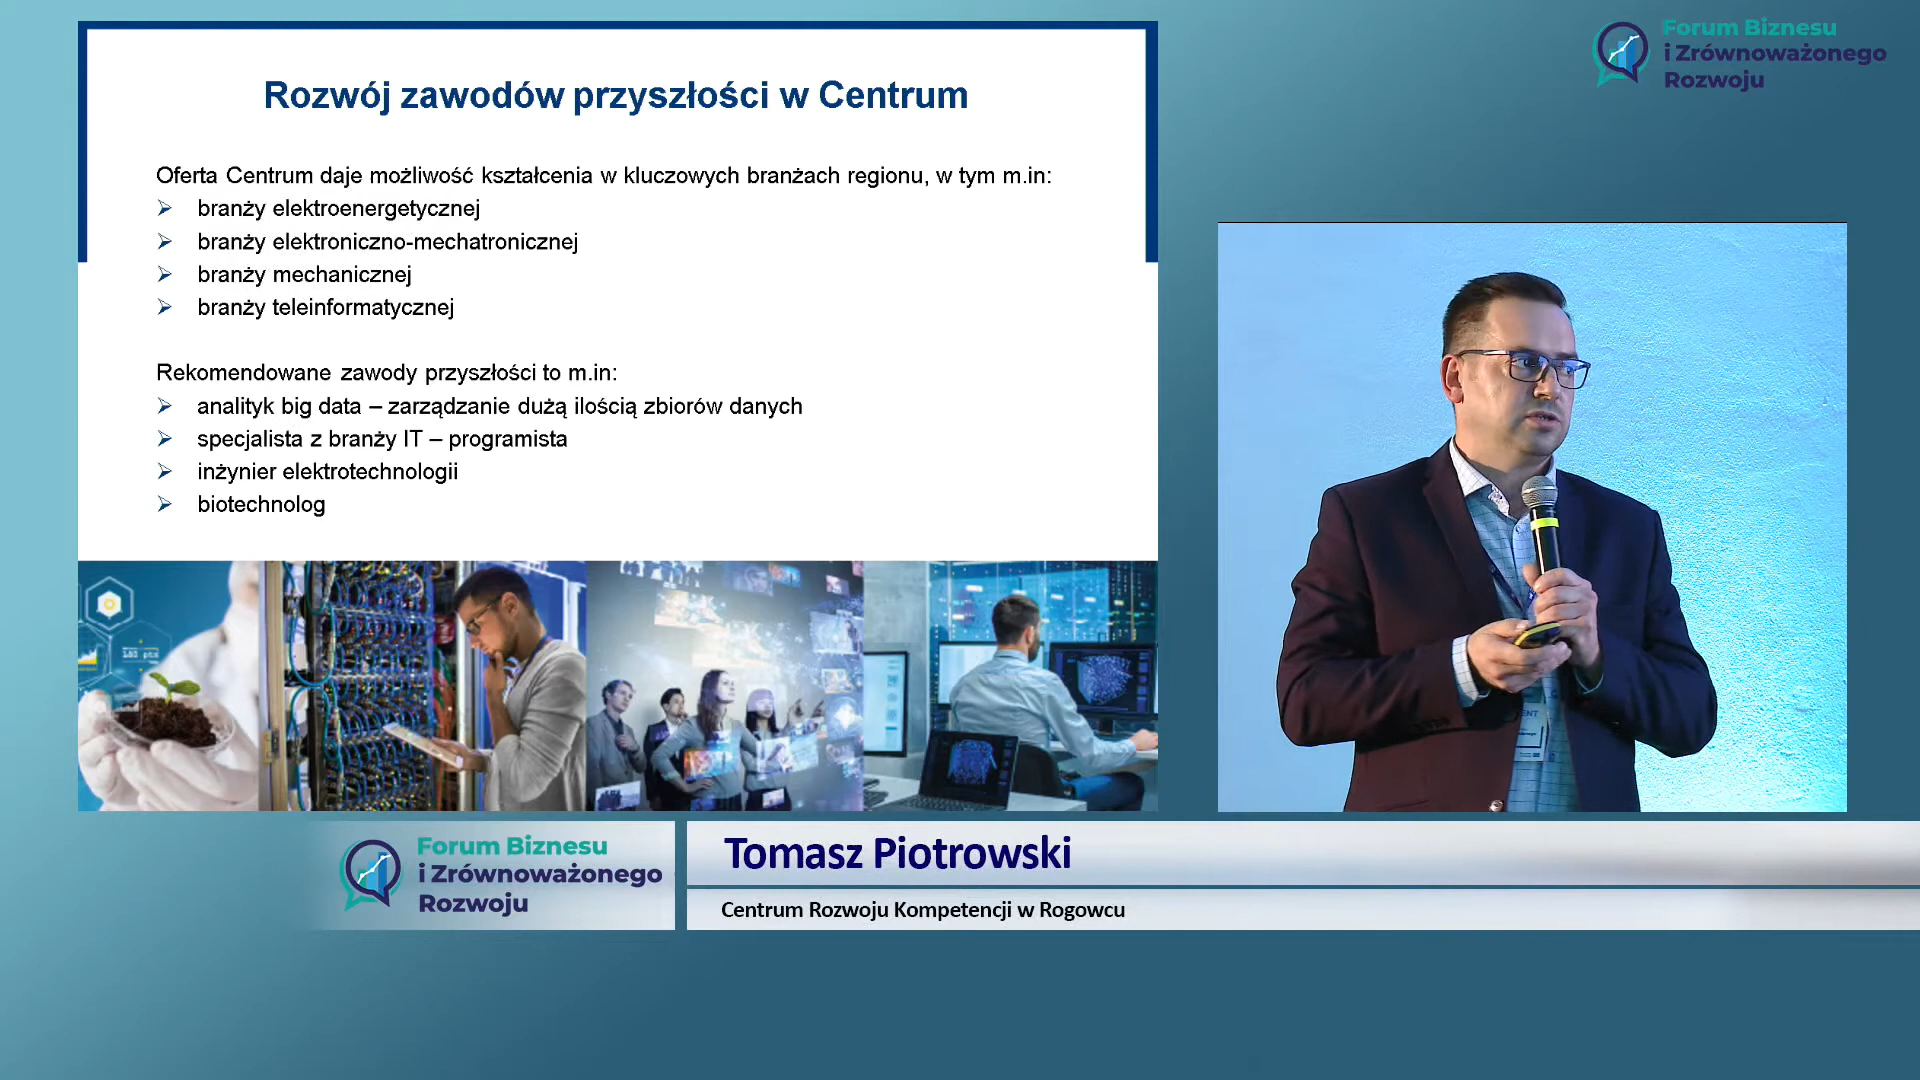 Forum Biznesu
i Zrównoważonego
Rozwoju
Rozwój zawodów przyszłości w Centrum
Oferta Centrum daje możliwość kształcenia w kluczowych branżach regionu, w tym m.in:
branży elektroenergetycznej
branży elektroniczno-mechatronicznej
branży mechanicznej
branży teleinformatycznej
Rekomendowane zawody przyszłości to m.in:
analityk big data – zarządzanie dużą ilością zbiorów danych
specjalista z branży IT – programista
inżynier elektrotechnologii
biotechnolog
Forum Biznesu
i Zrównoważonego
Rozwoju
Tomasz Piotrowski
Centrum Rozwoju Kompetencji w Rogowcu